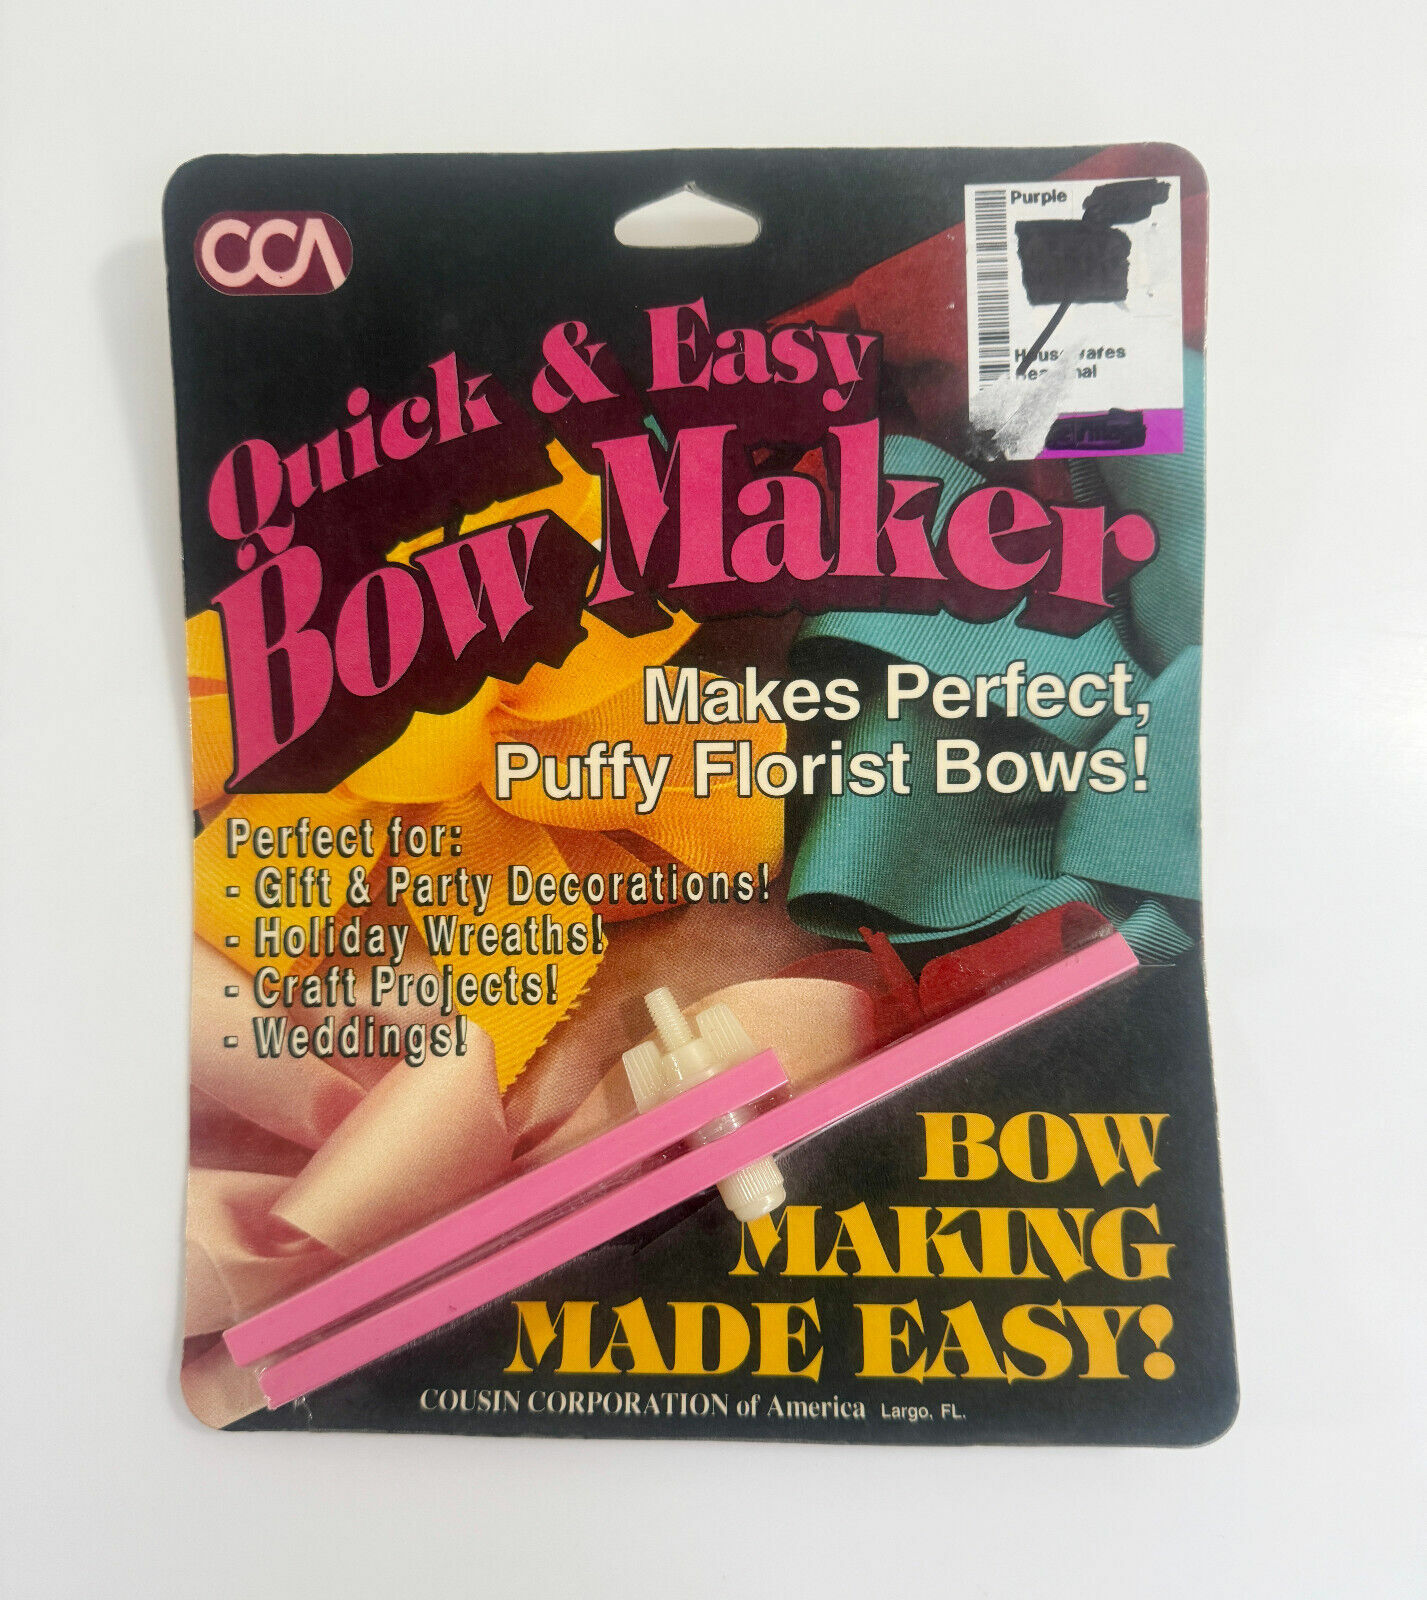 CCA
Purple
Quick & Easy
Bow Maker
Makes Perfect,
Puffy Florist Bows!
Perfect for:
- Gift & Party Decorations!
- Holiday Wreaths!
- Craft Projects!
- Weddings!
BOW
MAKING
MADE EASY!
COUSIN CORPORATION of America Largo, FL.